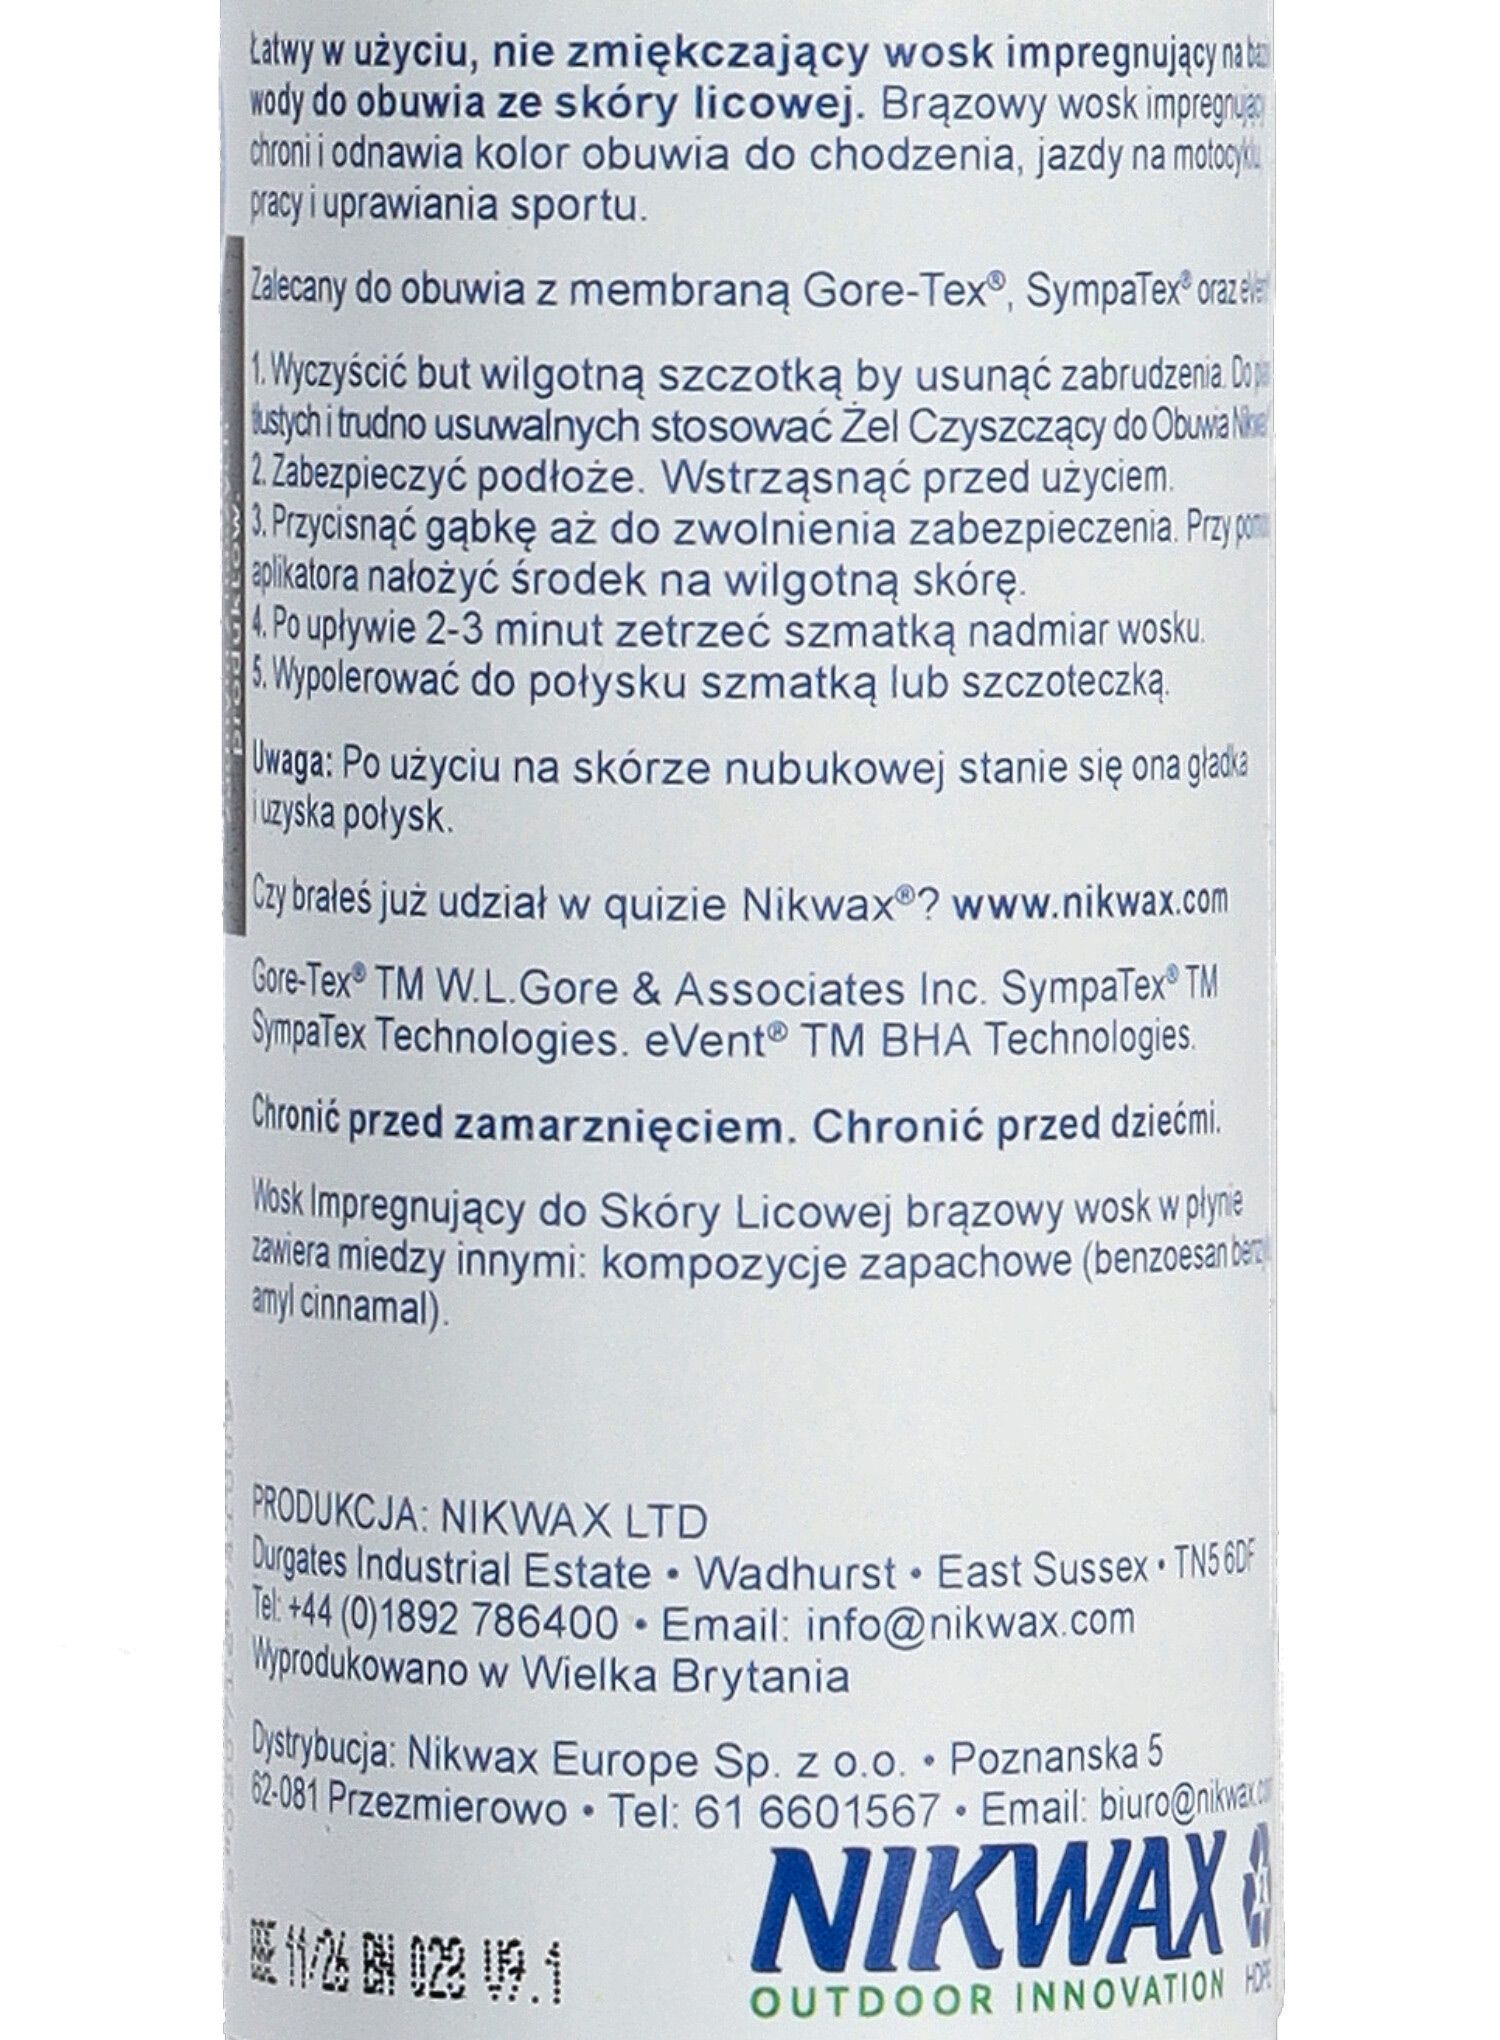 Łatwy w użyciu, nie zmiękczający wosk impregnujący na bazi
wody do obuwia ze skóry licowej. Brązowy wosk impregnujący
chroni i odnawia kolor obuwia do chodzenia, jazdy na motocyklu,
pracy i uprawiania sportu.
Zalecany do obuwia z membraną Gore-Tex®, SympaTex® oraz eVent
1. Wyczyścić but wilgotną szczotką by usunąć zabrudzenia. Do
tłustych i trudno usuwalnych stosować Żel Czyszczący do Obuwia
2. Zabezpieczyć podłoże. Wstrząsnąć przed użyciem.
3. Przycisnąć gąbkę aż do zwolnienia zabezpieczenia. Przy
aplikatora nałożyć środek na wilgotną skórę.
4. Po upływie 2-3 minut zetrzeć szmatką nadmiar wosku.
5. Wypolerować do połysku szmatką lub szczoteczką.
Uwaga: Po użyciu na skórze nubukowej stanie się ona gładka
i uzyska połysk.
Czy brałeś już udział w quizie Nikwax®? www.nikwax.com
Gore-Tex® TM W.L.Gore & Associates Inc. SympaTex® TM
SympaTex Technologies. eVent® TM BHA Technologies.
Chronić przed zamarznięciem. Chronić przed dziećmi.
Wosk Impregnujący do Skóry Licowej brązowy wosk w płynie
zawiera miedzy innymi: kompozycje zapachowe (benzoesan
amyl cinnamal).
PRODUKCJA: NIKWAX LTD
Durgates Industrial Estate • Wadhurst • East Sussex • TN5 6DF
Tel: +44 (0)1892 786400 • Email: info@nikwax.com
Wyprodukowano w Wielka Brytania
Dystrybucja: Nikwax Europe Sp. z o.o. • Poznanska 5
62-081 Przezmierowo • Tel: 61 6601567 • Email: biuro@nikwax.com
NIKWAX
OUTDOOR INNOVATION
HDPE
11/26 BN 028
produktów.